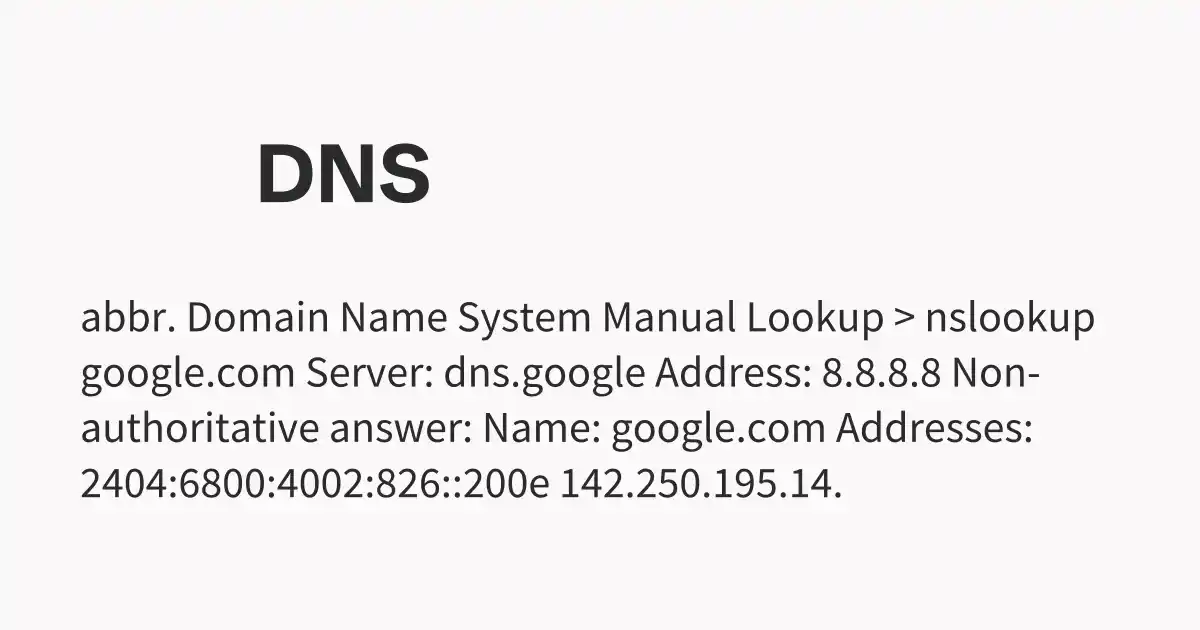 DNS
abbr. Domain Name System Manual Lookup > nslookup
google.com Server: dns.google Address: 8.8.8.8 Non-
authoritative answer: Name: google.com Addresses:
2404:6800:4002:826::200e 142.250.195.14.